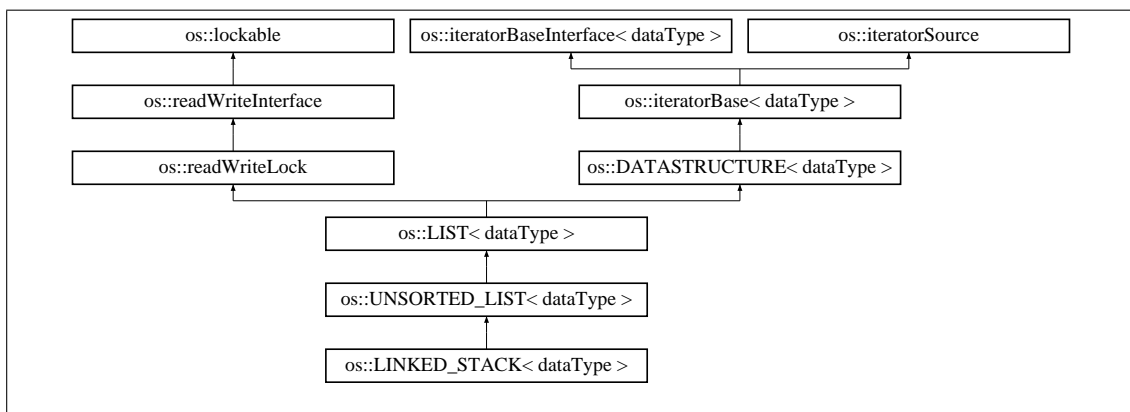 os::lockable
os::iteratorBaseInterface< dataType >
os::iteratorSource
os::readWriteInterface
os::iteratorBase< dataType >
os::readWriteLock
os::DATASTRUCTURE< dataType >
os::LIST< dataType >
os::UNSORTED_LIST< dataType >
os::LINKED_STACK< dataType >